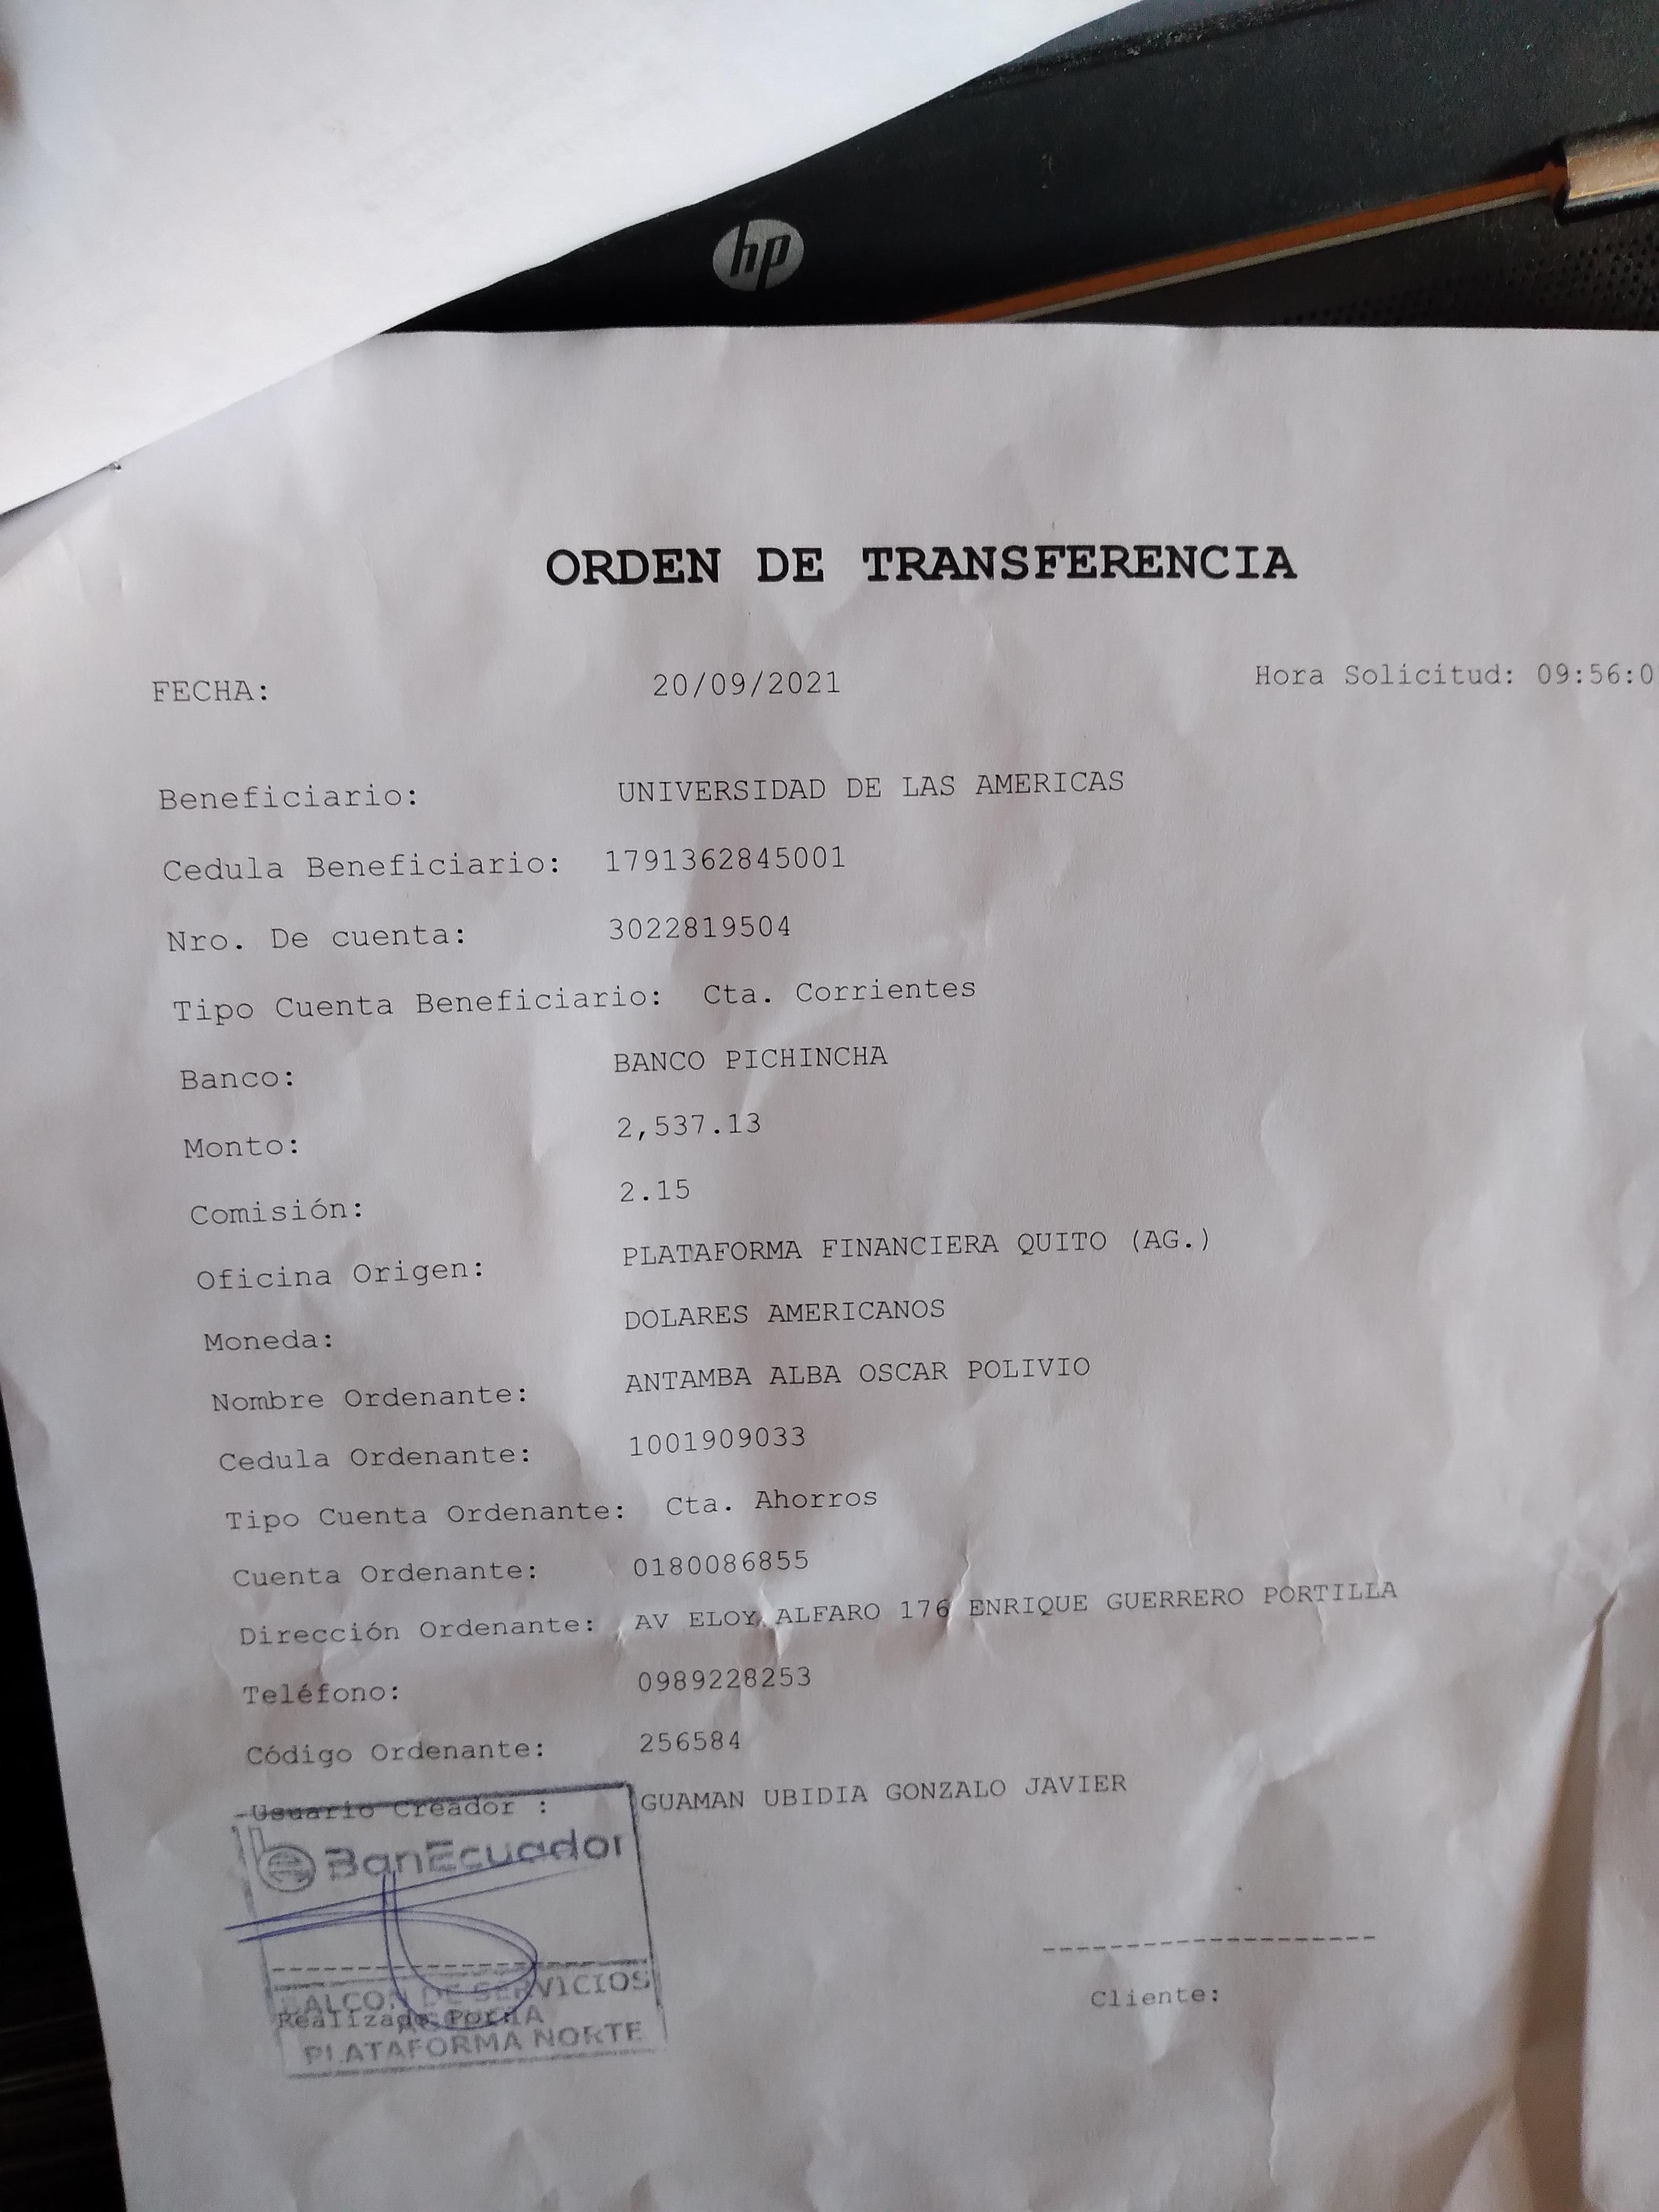 hp
ORDEN DE TRANSFERENCIA
FECHA: 20/09/2021 Hora Solicitud: 09:56:0
Beneficiario: UNIVERSIDAD DE LAS AMERICAS
Cedula Beneficiario: 1791362845001
Nro. De cuenta: 3022819504
Tipo Cuenta Beneficiario: Cta. Corrientes
Banco: BANCO PICHINCHA
Monto: 2,537.13
Comisión: 2.15
Oficina Origen: PLATAFORMA FINANCIERA QUITO (AG.)
Moneda: DOLARES AMERICANOS
Nombre Ordenante: ANTAMBA ALBA OSCAR POLIVIO
Cedula Ordenante: 1001909033
Tipo Cuenta Ordenante: Cta. Ahorros
Cuenta Ordenante: 0180086855
Dirección Ordenante: AV ELOY ALFARO 176 ENRIQUE GUERRERO PORTILLA
Teléfono: 0989228253
Código Ordenante: 256584
Usuario Creador : GUAMAN UBIDIA GONZALO JAVIER
BanEcuador
BALCON DE SERVICIOS
Realizado Por:
PLATAFORMA NORTE
Cliente: